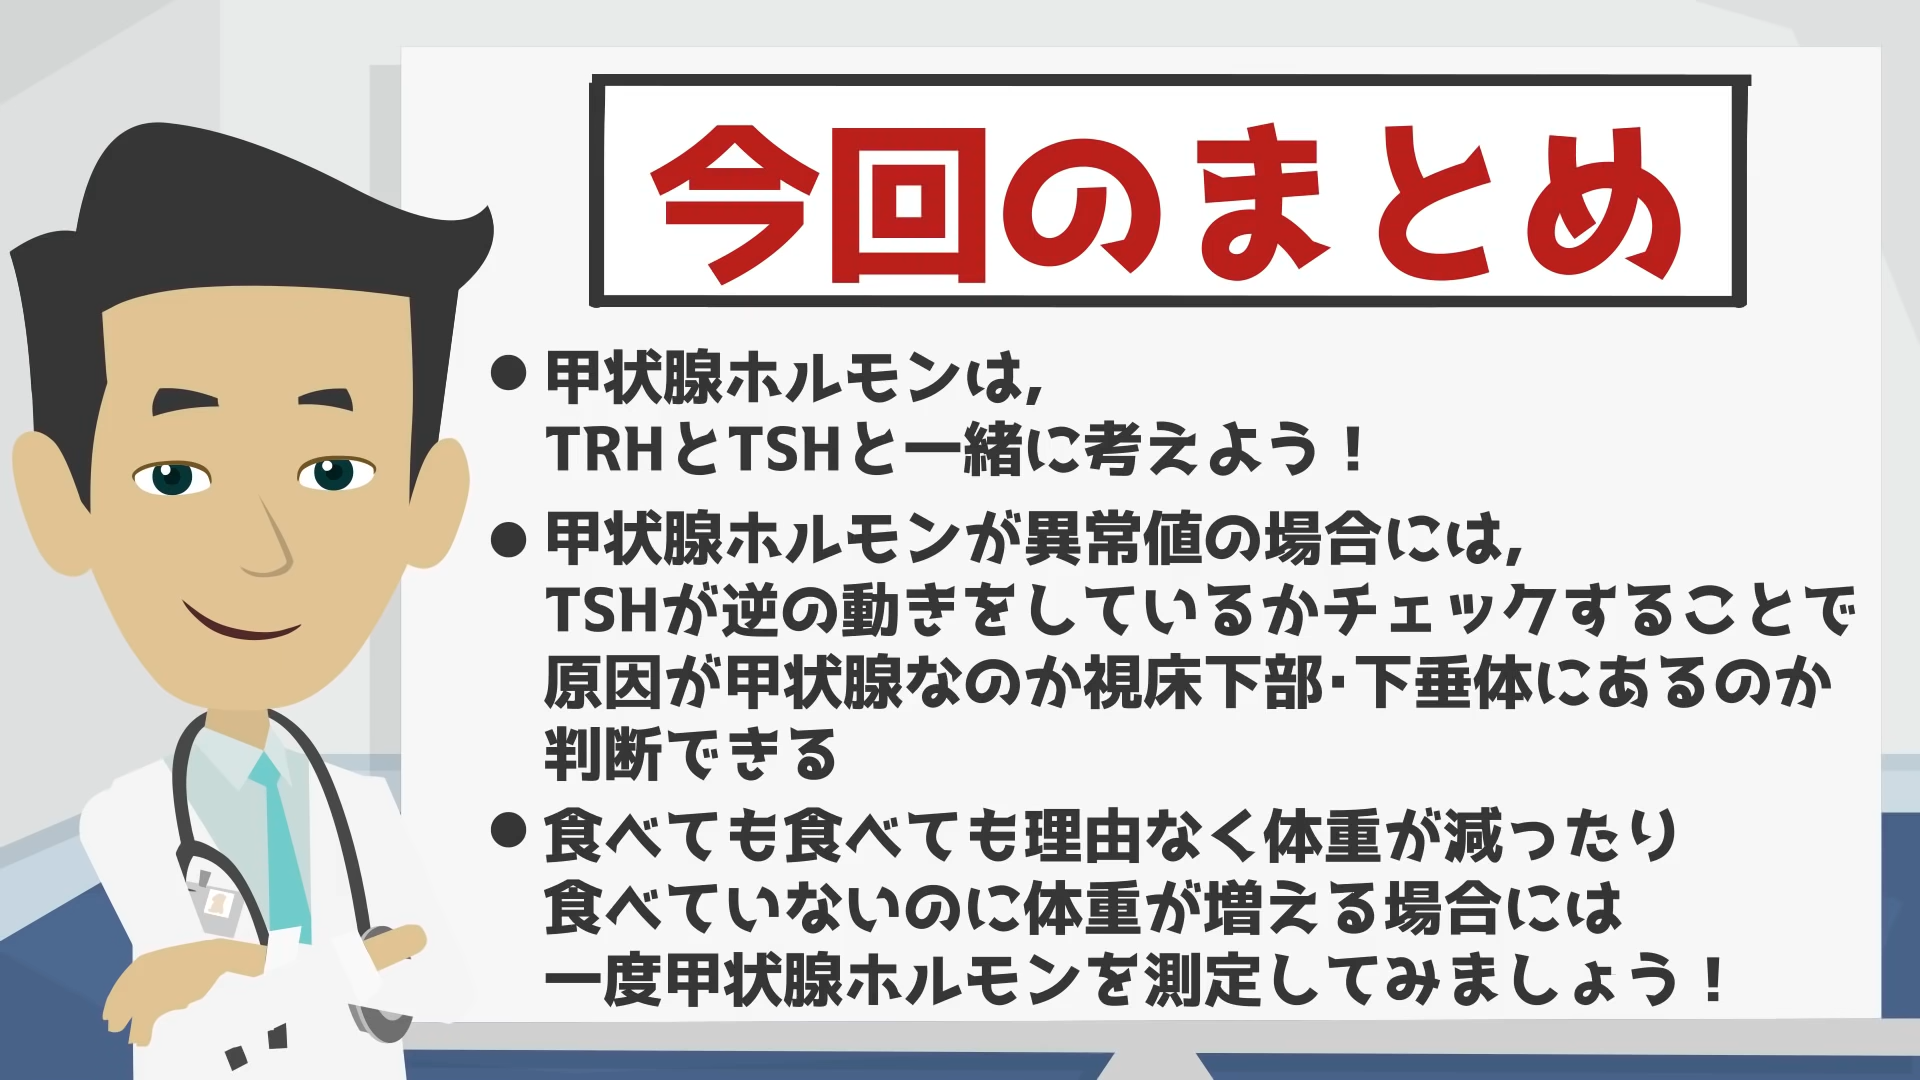 今回のまとめ
● 甲状腺ホルモンは,
TRHとTSHと一緒に考えよう！
● 甲状腺ホルモンが異常値の場合には,
TSHが逆の動きをしているかチェックすることで
原因が甲状腺なのか視床下部･下垂体にあるのか
判断できる
● 食べても食べても理由なく体重が減ったり
食べていないのに体重が増える場合には
一度甲状腺ホルモンを測定してみましょう！